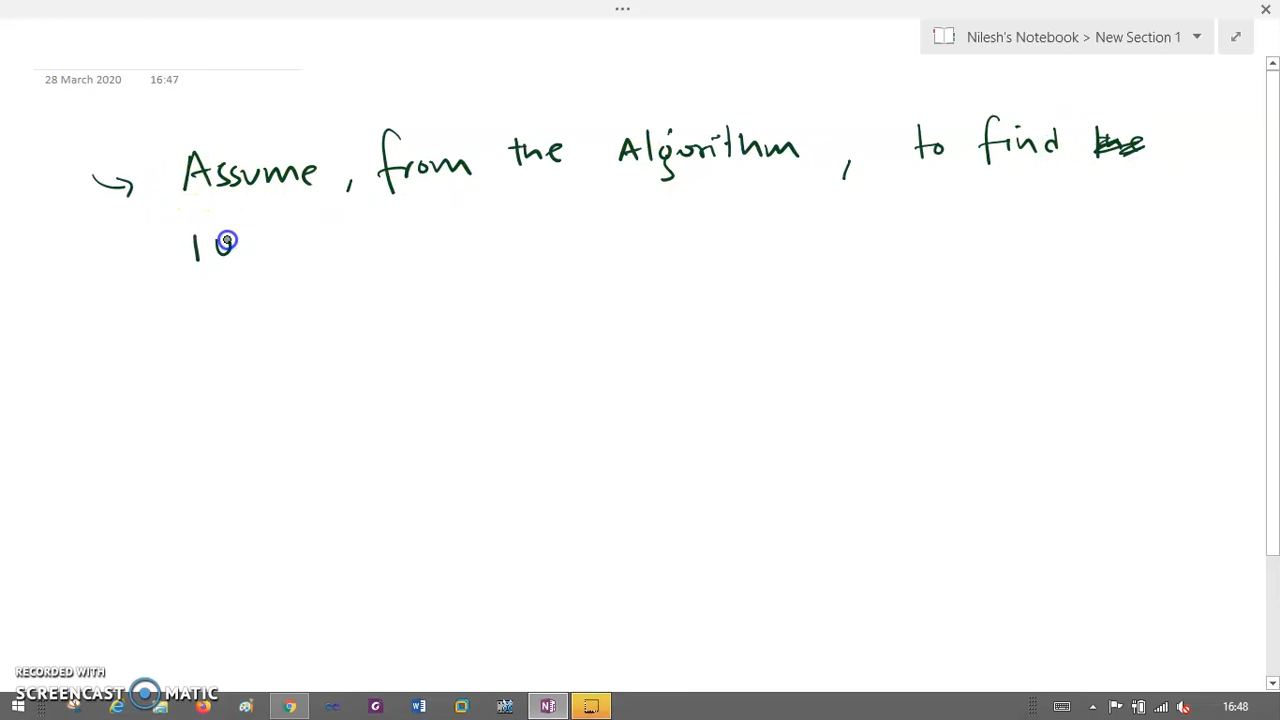 Nilesh's Notebook > New Section 1
28 March 2020 16:47
Assume, from the Algorithm, to find
10
RECORDED WITH
SCREENCAST MATIC
16:48